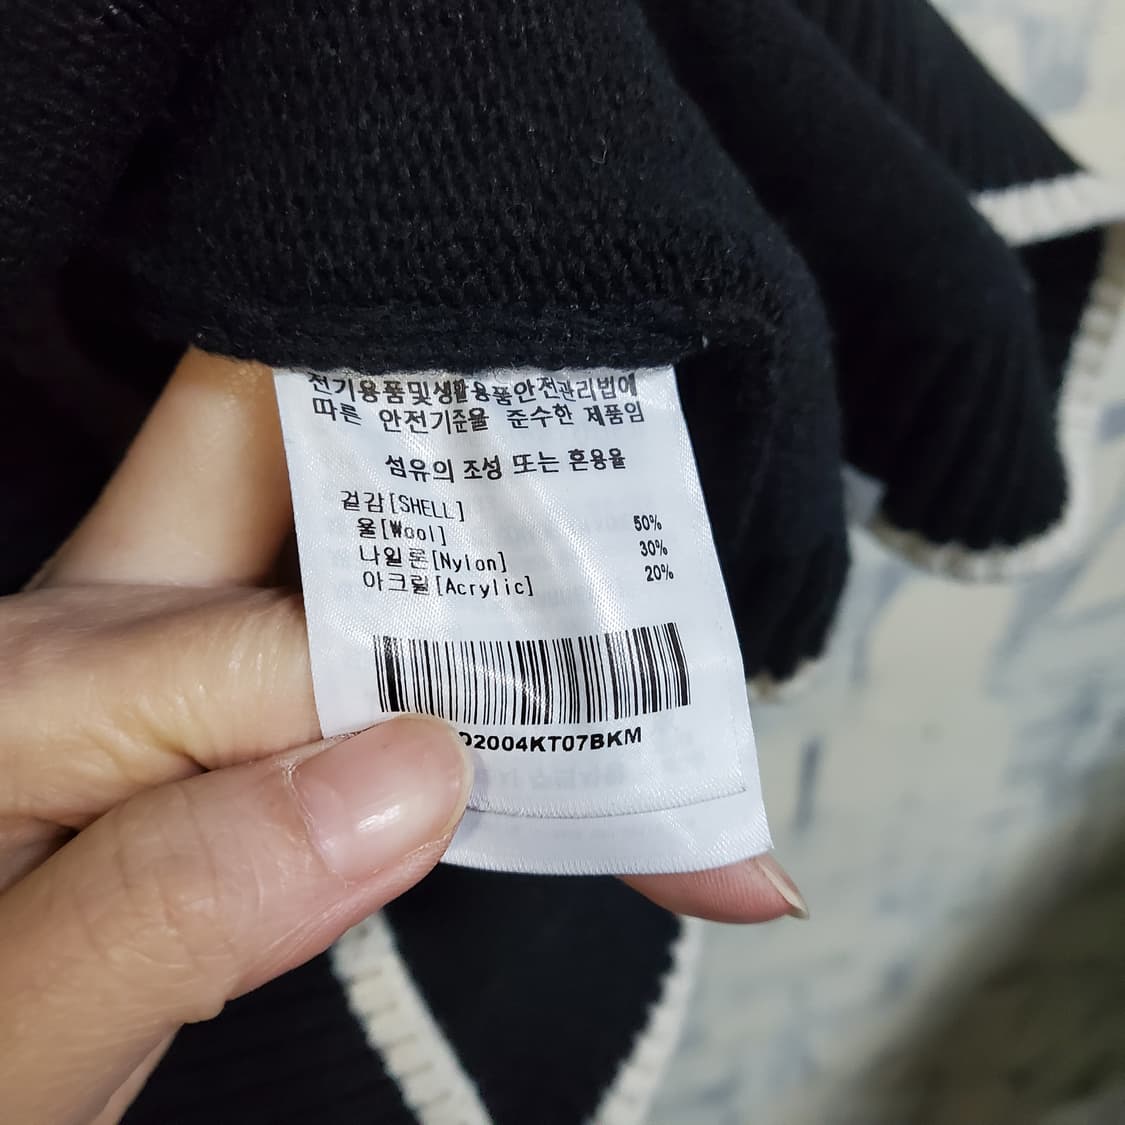 전기용품및생활용품안전관리법에
따른 안전기준을 준수한 제품임
섬유의 조성 또는 혼용율
겉감[SHELL]
울[Wool] 50%
나일론[Nylon] 30%
아크릴[Acrylic] 20%
2004KT07BKM